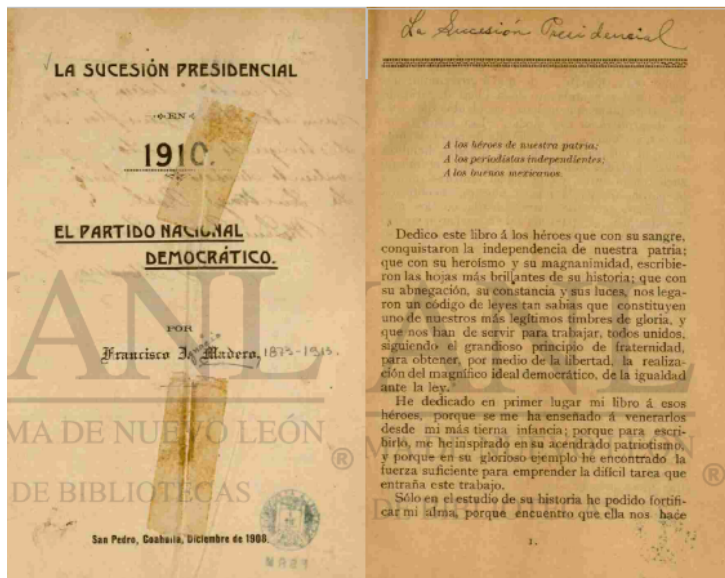 LA SUCESIÓN PRESIDENCIAL
EN
1910.
EL PARTIDO NACIONAL
DEMOCRÁTICO.
POR
Francisco I. Madero, 1873-1913.
San Pedro, Coahuila, Diciembre de 1908.
La Sucesión Presidencial
A los héroes de nuestra patria;
A los periodistas independientes;
A los buenos mexicanos.
Dedico este libro á los héroes que con su sangre,
conquistaron la independencia de nuestra patria;
que con su heroísmo y su magnanimidad, escribie-
ron las hojas más brillantes de su historia; que con
su abnegación, su constancia y sus luces, nos lega-
ron un código de leyes tan sabias que constituyen
uno de nuestros más legítimos timbres de gloria, y
que nos han de servir para trabajar, todos unidos,
siguiendo el grandioso principio de fraternidad,
para obtener, por medio de la libertad, la realiza-
ción del magnífico ideal democrático, de la igualdad
ante la ley.
He dedicado en primer lugar mi libro á esos
héroes, porque se me ha enseñado á venerarlos
desde mi más tierna infancia; porque para escri-
birlo, me he inspirado en su acendrado patriotismo,
y porque en su glorioso ejemplo he encontrado la
fuerza suficiente para emprender la difícil tarea que
entraña este trabajo.
Sólo en el estudio de su historia he podido fortifi-
car mi alma, porque encuentro que ella nos hace
1.
UANL
MA DE NUEVO LEÓN
®
DE BIBLIOTECAS
®